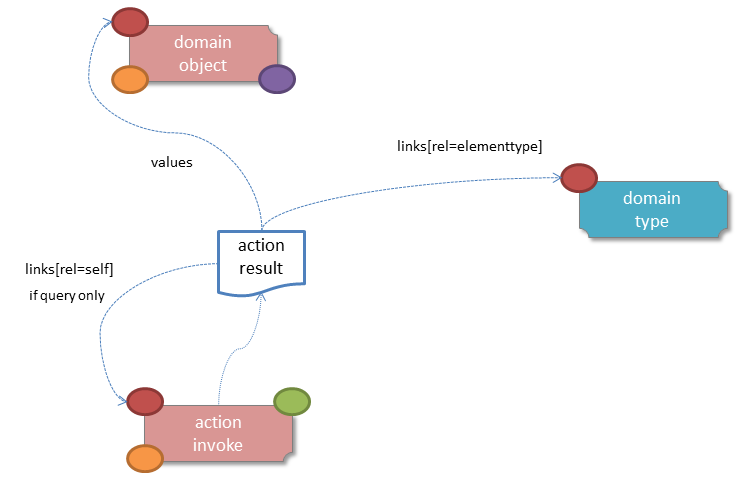 domain
object
values
links[rel=elementtype]
domain
type
action
result
links[rel=self]
if query only
action
invoke